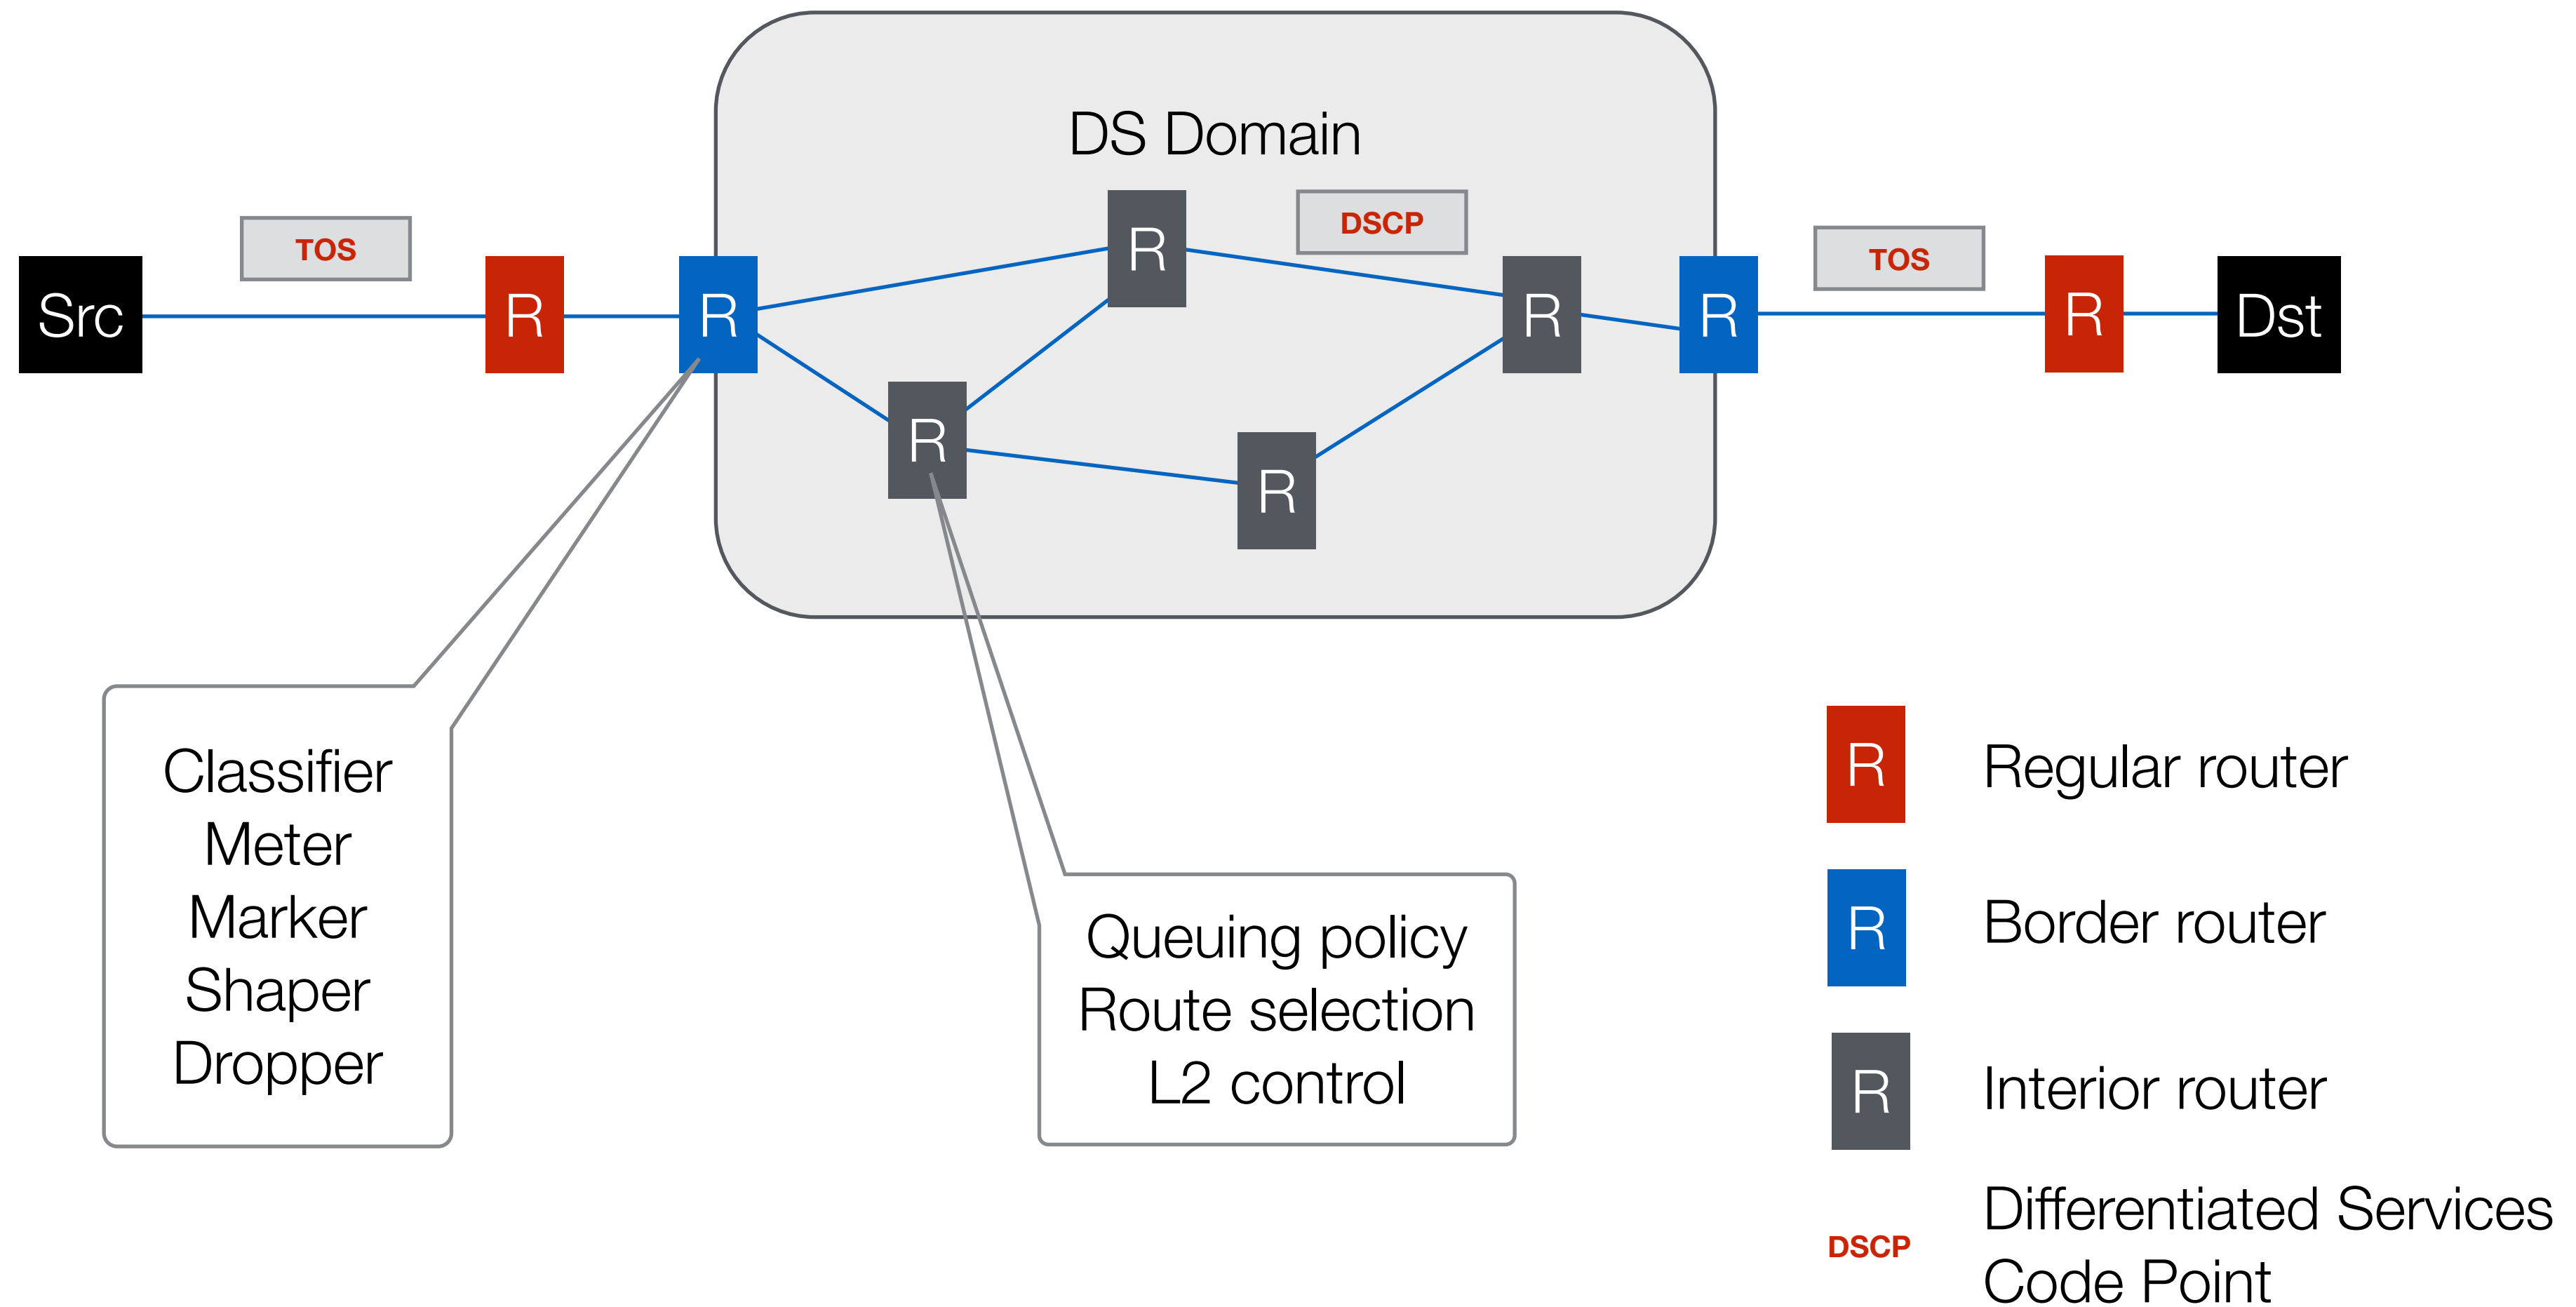 DS Domain
TOS
DSCP
TOS
Src
R
R
R
R
R
R
Dst
R
R
Classifier
Meter
Marker
Shaper
Dropper
Queuing policy
Route selection
L2 control
R Regular router
R Border router
R Interior router
DSCP Differentiated Services
Code Point